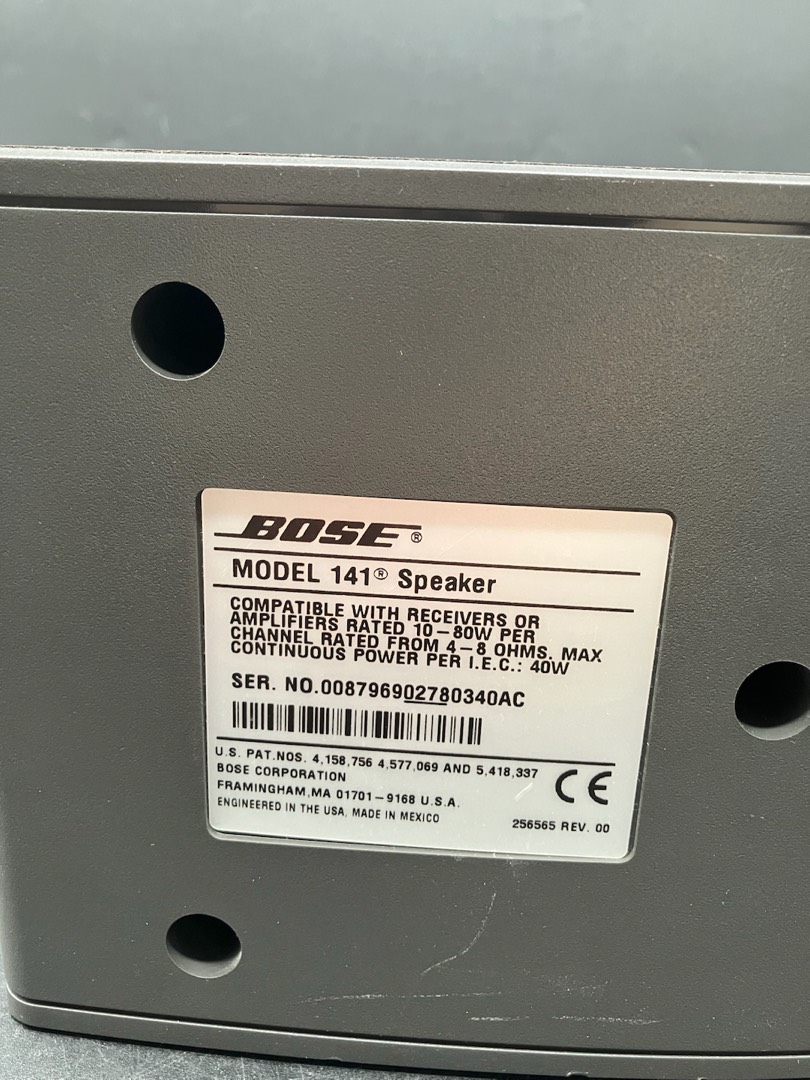 BOSE®
MODEL 141® Speaker
COMPATIBLE WITH RECEIVERS OR
AMPLIFIERS RATED 10–80W PER
CHANNEL RATED FROM 4–8 OHMS. MAX
CONTINUOUS POWER PER I.E.C.: 40W
SER. NO.008796902780340AC
U.S. PAT.NOS. 4,158,756 4,577,069 AND 5,418,337
BOSE CORPORATION
FRAMINGHAM,MA 01701–9168 U.S.A.
ENGINEERED IN THE USA, MADE IN MEXICO
CE
256565 REV. 00